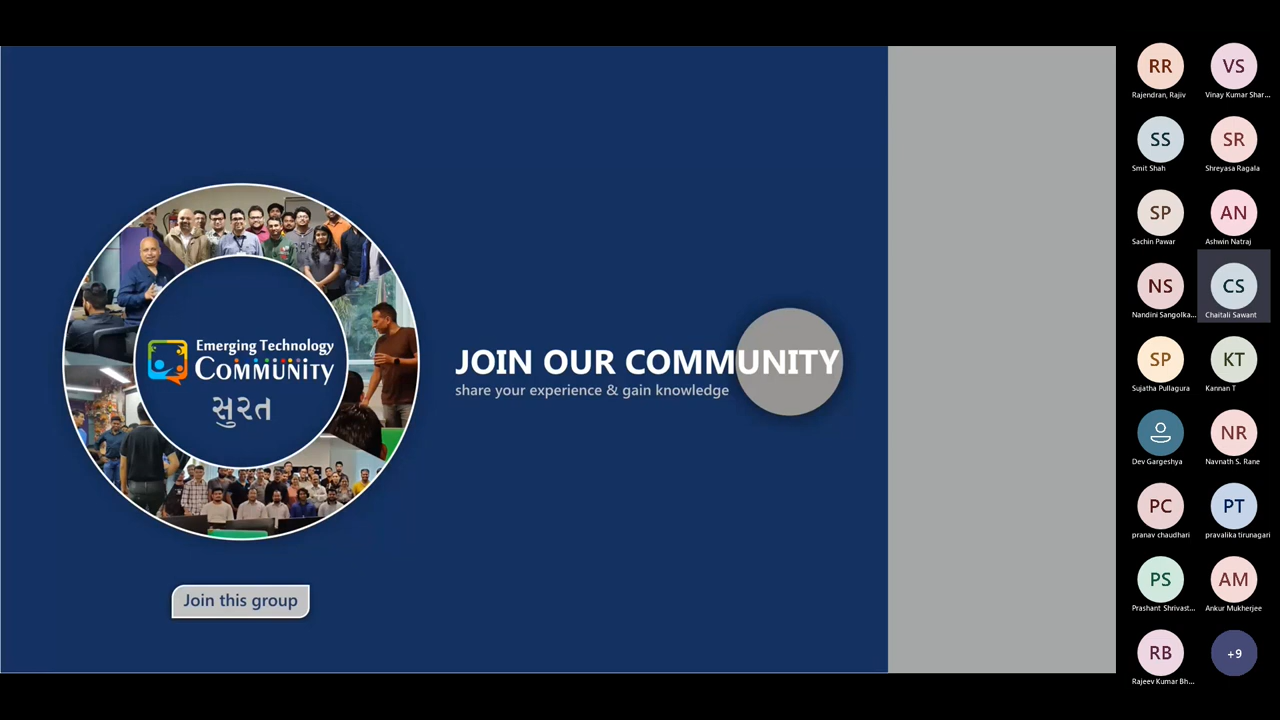 Emerging Technology
COMMUNITY
સુરત
JOIN OUR COMMUNITY
share your experience & gain knowledge
Join this group
RR
Rajendran, Rajiv
VS
Vinay Kumar Shar...
SS
Smit Shah
SR
Shreyasa Ragala
SP
Sachin Pawar
AN
Ashwin Natraj
NS
Nandini Sangolka...
CS
Chaitali Sawant
SP
Sujatha Pullagura
KT
Kannan T
Dev Gargeshya
NR
Navnath S. Rane
PC
pranav chaudhari
PT
pravalika tirunagari
PS
Prashant Shrivast...
AM
Ankur Mukherjee
RB
Rajeev Kumar Bh...
+9